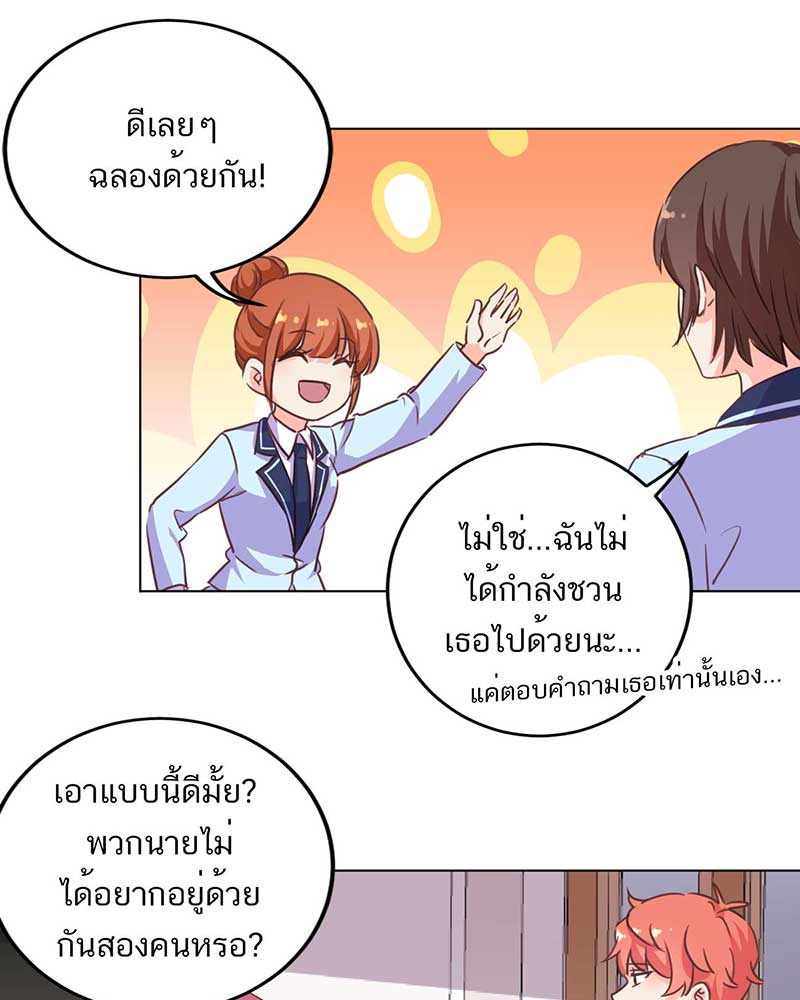 ดีเลยๆ
ฉลองด้วยกัน!
ไม่ใช่...ฉันไม่
ได้กำลังชวน
เธอไปด้วยนะ...
แค่ตอบคำถามเธอเท่านั้นเอง...
เอาแบบนี้ดีมั้ย?
พวกนายไม่
ได้อยากอยู่ด้วย
กันสองคนหรอ?